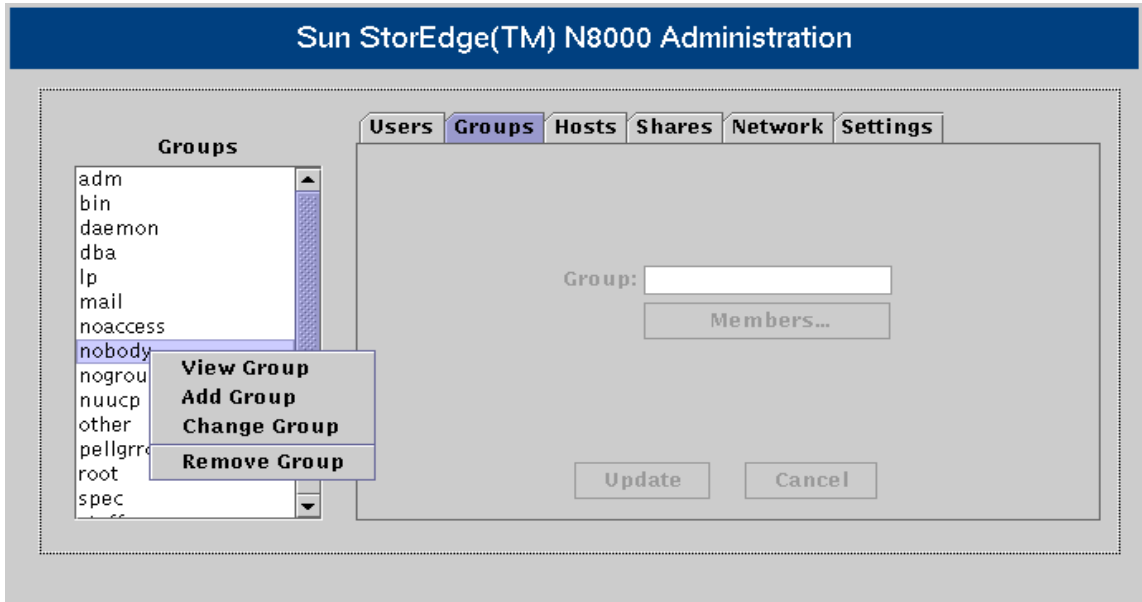 Sun StorEdge(TM) N8000 Administration
Users Groups Hosts Shares Network Settings
Groups
adm
bin
daemon
dba
lp
mail
noaccess
nobody
nuucp
other
root
spec
View Group
Add Group
Change Group
Remove Group
Group:
Members...
Update Cancel